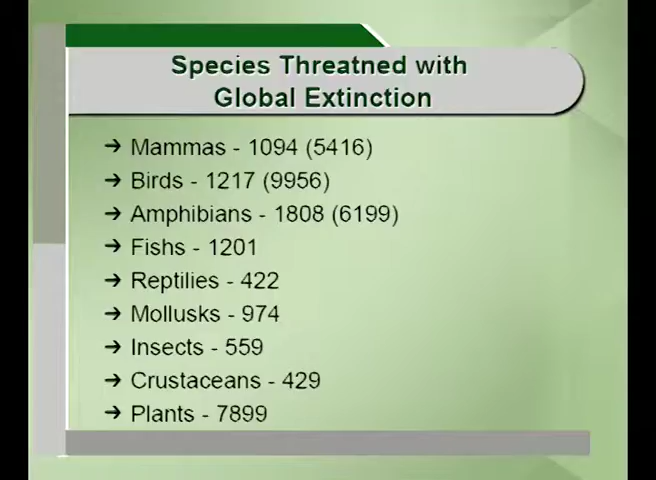 Species Threatned with
Global Extinction
➔ Mammas - 1094 (5416)
➔ Birds - 1217 (9956)
➔ Amphibians - 1808 (6199)
➔ Fishs - 1201
➔ Reptilies - 422
➔ Mollusks - 974
➔ Insects - 559
➔ Crustaceans - 429
➔ Plants - 7899